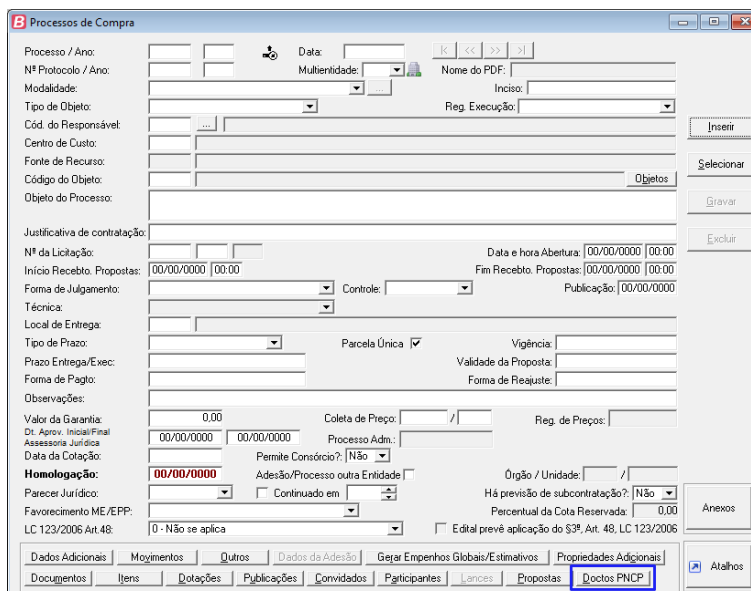 B Processos de Compra
Processo / Ano: Data: |< << >> >|
Nº Protocolo / Ano: Multientidade: Nome do PDF:
Modalidade: ... Inciso:
Tipo de Objeto: Reg. Execução:
Cód. do Responsável: ... Inserir
Centro de Custo:
Fonte de Recurso: Selecionar
Código do Objeto: Objetos
Objeto do Processo: Gravar
Justificativa de contratação: Excluir
Nº da Licitação: Data e hora Abertura: 00/00/0000 00:00
Início Recebto. Propostas: 00/00/0000 00:00 Fim Recebto. Propostas: 00/00/0000 00:00
Forma de Julgamento: Controle: Publicação: 00/00/0000
Técnica:
Local de Entrega:
Tipo de Prazo: Parcela Única Vigência:
Prazo Entrega/Exec: Validade da Proposta:
Forma de Pagto: Forma de Reajuste:
Observações:
Valor da Garantia: 0,00 Coleta de Preço: / Reg. de Preços:
Dt. Aprov. Inicial/Final
Assessoria Jurídica 00/00/0000 00/00/0000 Processo Adm.:
Data da Cotação: Permite Consórcio?: Não
Homologação: 00/00/0000 Adesão/Processo outra Entidade Órgão / Unidade: /
Parecer Jurídico: Continuado em Há previsão de subcontratação?: Não
Favorecimento ME/EPP: Percentual da Cota Reservada: 0,00 Anexos
LC 123/2006 Art.48: 0 - Não se aplica Edital prevê aplicação do §3º, Art. 48, LC 123/2006
Dados Adicionais Movimentos Outros Dados da Adesão Gerar Empenhos Globais/Estimativos Propriedades Adicionais Atalhos
Documentos Itens Dotações Publicações Convidados Participantes Lances Propostas Doctos PNCP